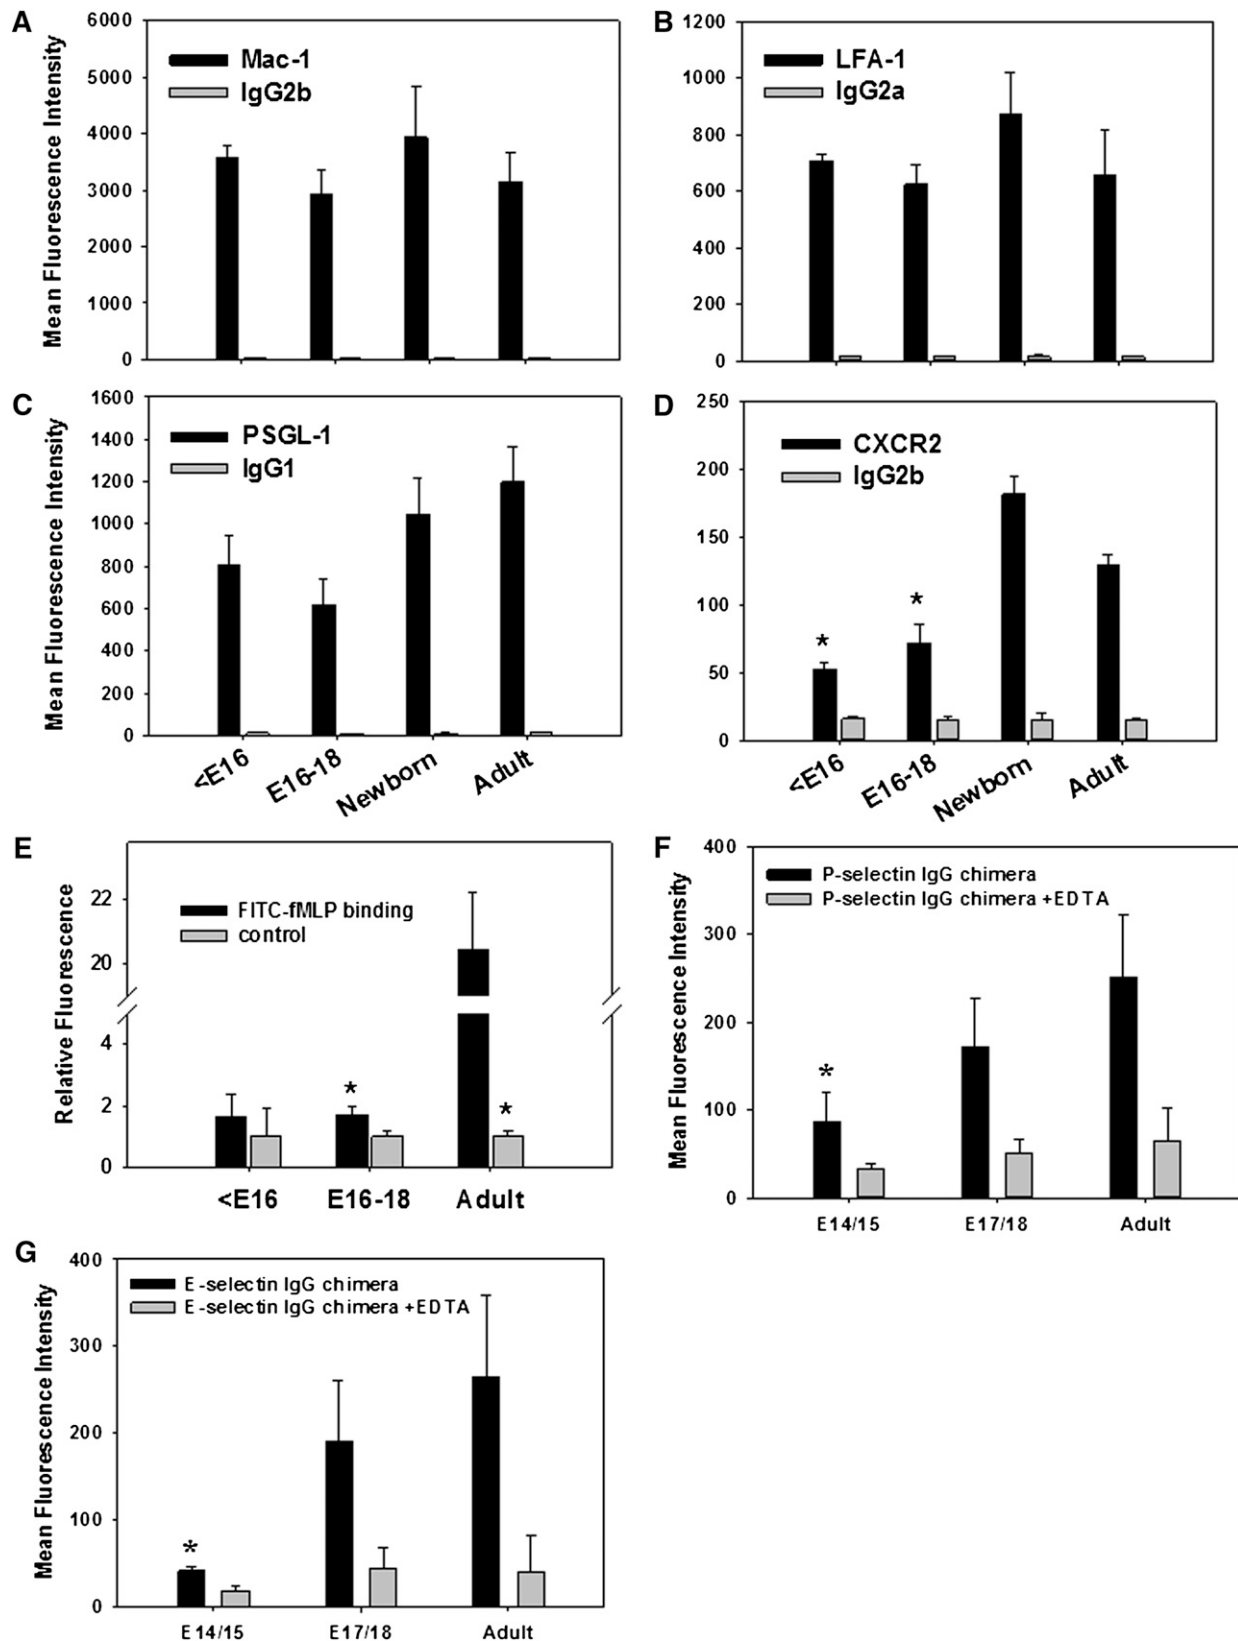 A
Mean Fluorescence Intensity
6000
5000
4000
3000
2000
1000
0
Mac-1
IgG2b
B
1200
1000
800
600
400
200
0
LFA-1
IgG2a
C
Mean Fluorescence Intensity
1600
1400
1200
1000
800
600
400
200
0
PSGL-1
IgG1
<E16
E16-18
Newborn
Adult
D
250
200
150
100
50
0
CXCR2
IgG2b
*
*
<E16
E16-18
Newborn
Adult
E
Relative Fluorescence
22
20
4
2
0
FITC-fMLP binding
control
*
*
<E16
E16-18
Adult
F
Mean Fluorescence Intensity
400
300
200
100
0
P-selectin IgG chimera
P-selectin IgG chimera +EDTA
*
E14/15
E17/18
Adult
G
Mean Fluorescence Intensity
400
300
200
100
0
E-selectin IgG chimera
E-selectin IgG chimera +EDTA
*
E14/15
E17/18
Adult